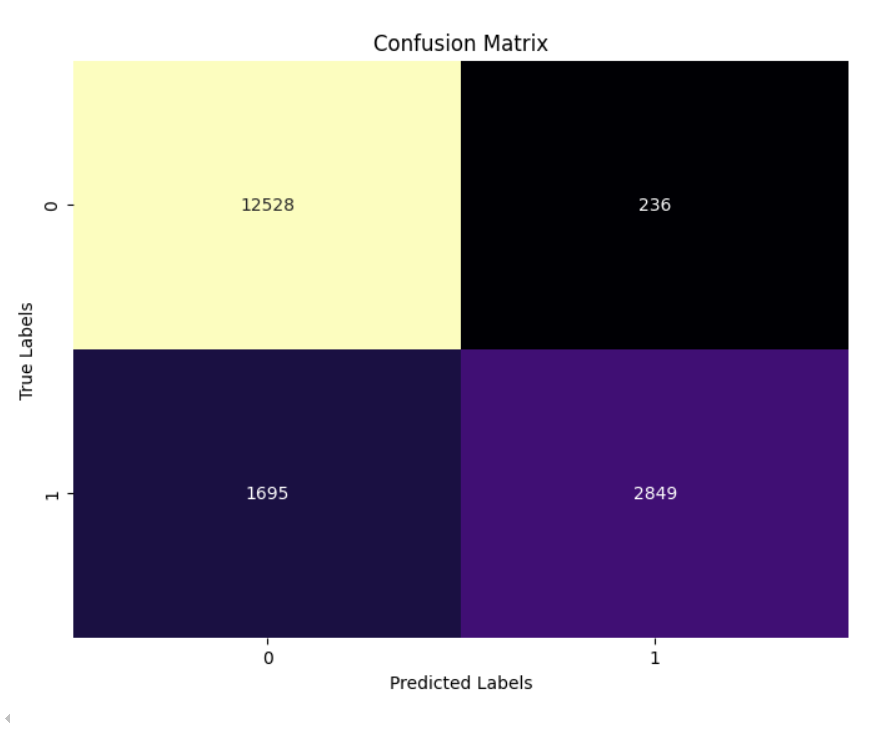 Confusion Matrix
0
12528
236
True Labels
1
1695
2849
0
1
Predicted Labels